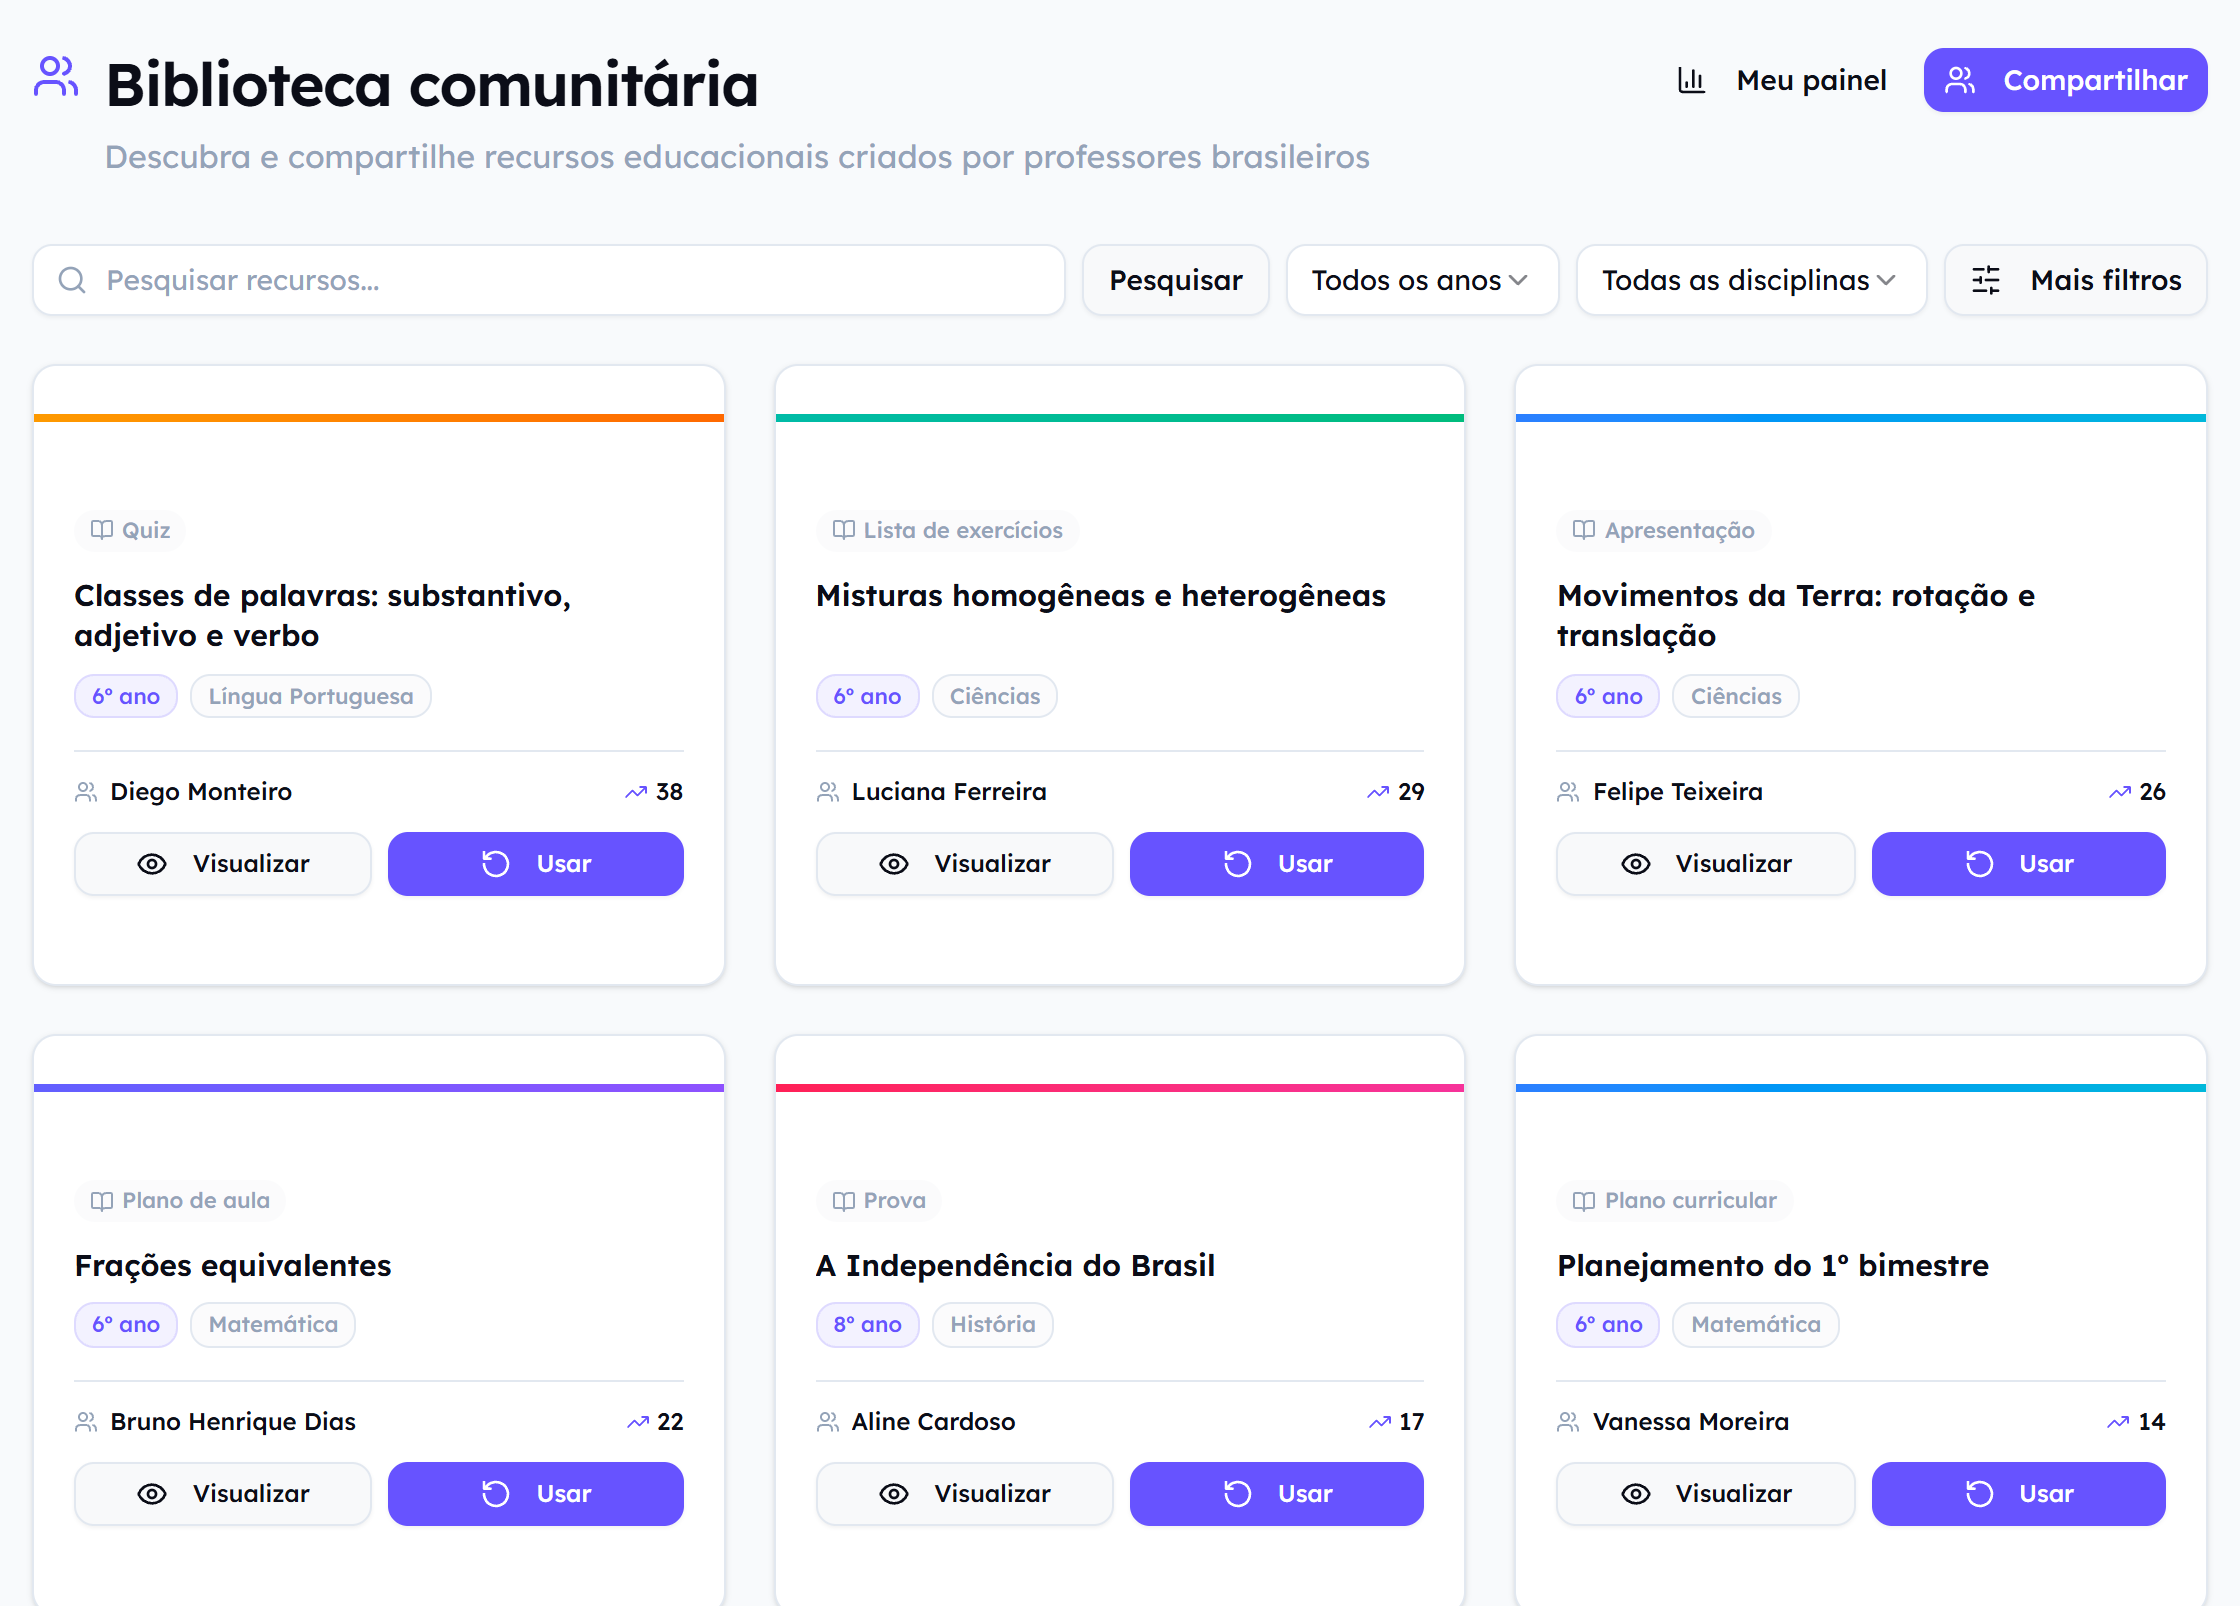 Biblioteca comunitária
Meu painel
Compartilhar
Descubra e compartilhe recursos educacionais criados por professores brasileiros
Pesquisar recursos...
Pesquisar
Todos os anos
Todas as disciplinas
Mais filtros
Quiz
Classes de palavras: substantivo,
adjetivo e verbo
6º ano
Língua Portuguesa
Diego Monteiro
38
Visualizar
Usar
Lista de exercícios
Misturas homogêneas e heterogêneas
6º ano
Ciências
Luciana Ferreira
29
Visualizar
Usar
Apresentação
Movimentos da Terra: rotação e
translação
6º ano
Ciências
Felipe Teixeira
26
Visualizar
Usar
Plano de aula
Frações equivalentes
6º ano
Matemática
Bruno Henrique Dias
22
Visualizar
Usar
Prova
A Independência do Brasil
8º ano
História
Aline Cardoso
17
Visualizar
Usar
Plano curricular
Planejamento do 1º bimestre
6º ano
Matemática
Vanessa Moreira
14
Visualizar
Usar